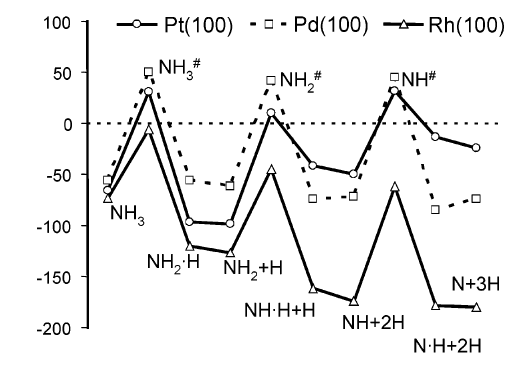 100 Pt(100) Pd(100) Rh(100)
50 NH3# NH2# NH#
0
-50
NH3
-100
NH2·H NH2+H
-150 N+3H
NH·H+H NH+2H
-200 N·H+2H